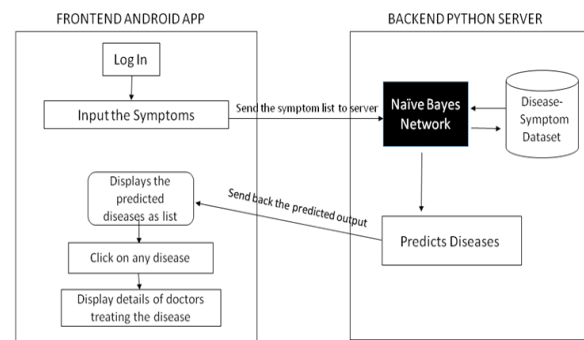 FRONTEND ANDROID APP
BACKEND PYTHON SERVER
Log In
Input the Symptoms
Send the symptom list to server
Naïve Bayes
Network
Disease-
Symptom
Dataset
Displays the
predicted
diseases as list
Send back the predicted output
Predicts Diseases
Click on any disease
Display details of doctors
treating the disease